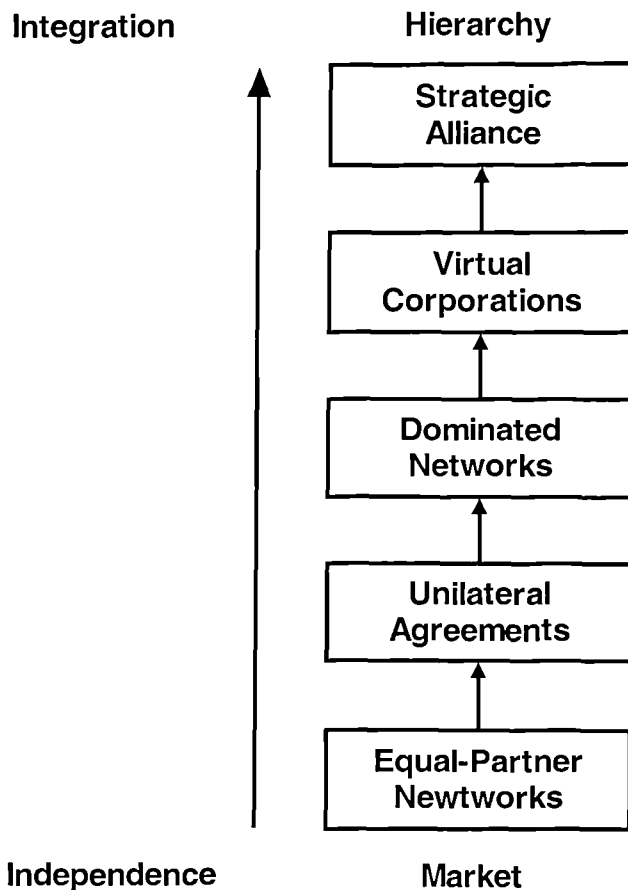 Integration
Hierarchy
Strategic
Alliance
Virtual
Corporations
Dominated
Networks
Unilateral
Agreements
Equal-Partner
Newtworks
Independence
Market